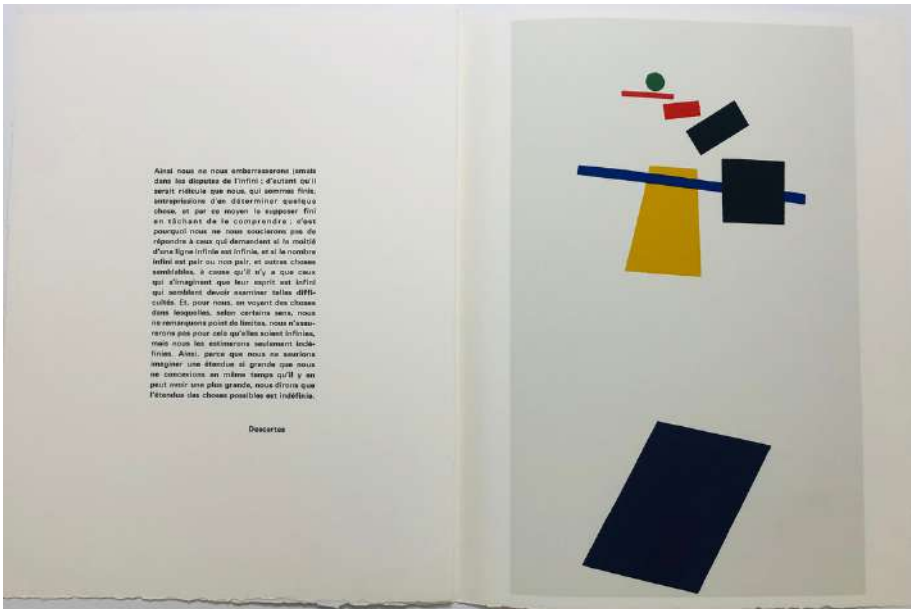 Ainsi nous ne nous embarrasserons jamais
dans les disputes de l'infini ; d'autant qu'il
serait ridicule que nous, qui sommes finis,
entreprissions d'en déterminer quelque
chose, et par ce moyen le supposer fini
en tâchant de le comprendre ; c'est
pourquoi nous ne nous soucierons pas de
répondre à ceux qui demandent si la moitié
d'une ligne infinie est infinie, et si le nombre
infini est pair ou non pair, et autres choses
semblables, à cause qu'il n'y a que ceux
qui s'imaginent que leur esprit est infini
qui semblent devoir examiner telles diffi-
cultés. Et, pour nous, en voyant des choses
dans lesquelles, selon certains sens, nous
ne remarquons point de limites, nous n'assu-
rerons pas pour cela qu'elles soient infinies,
mais nous les estimerons seulement indé-
finies. Ainsi, parce que nous ne saurions
imaginer une étendue si grande que nous
ne concevions en même temps qu'il y en
peut avoir une plus grande, nous dirons que
l'étendue des choses possibles est indéfinie.
Descartes